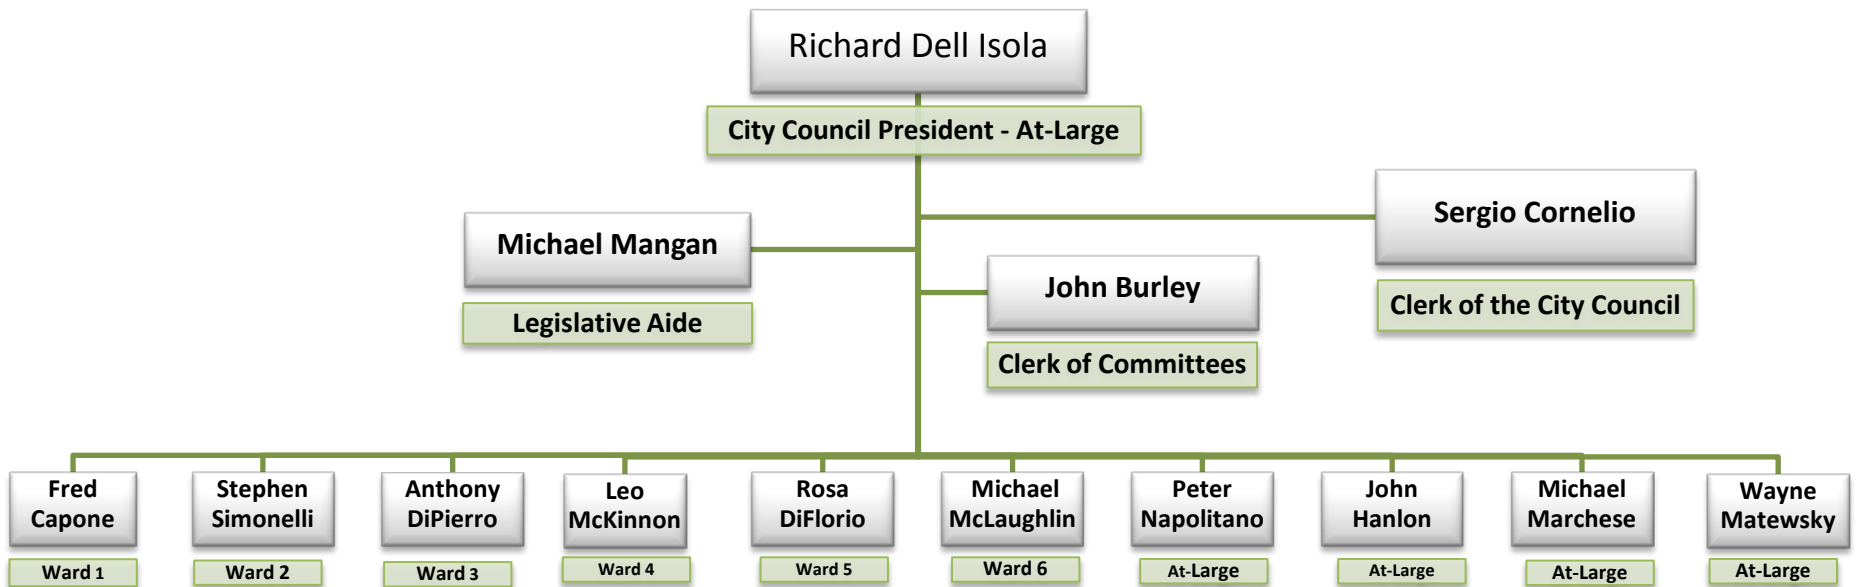 Richard Dell Isola
City Council President - At-Large
Sergio Cornelio
Clerk of the City Council
Michael Mangan
Legislative Aide
John Burley
Clerk of Committees
Fred
Capone
Ward 1
Stephen
Simonelli
Ward 2
Anthony
DiPierro
Ward 3
Leo
McKinnon
Ward 4
Rosa
DiFlorio
Ward 5
Michael
McLaughlin
Ward 6
Peter
Napolitano
At-Large
John
Hanlon
At-Large
Michael
Marchese
At-Large
Wayne
Matewsky
At-Large